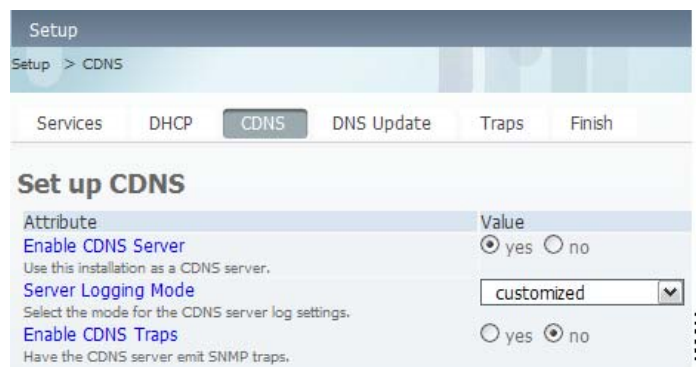 Setup
Setup > CDNS
Services DHCP CDNS DNS Update Traps Finish
Set up CDNS
Attribute Value
Enable CDNS Server yes no
Use this installation as a CDNS server.
Server Logging Mode customized
Select the mode for the CDNS server log settings.
Enable CDNS Traps yes no
Have the CDNS server emit SNMP traps.